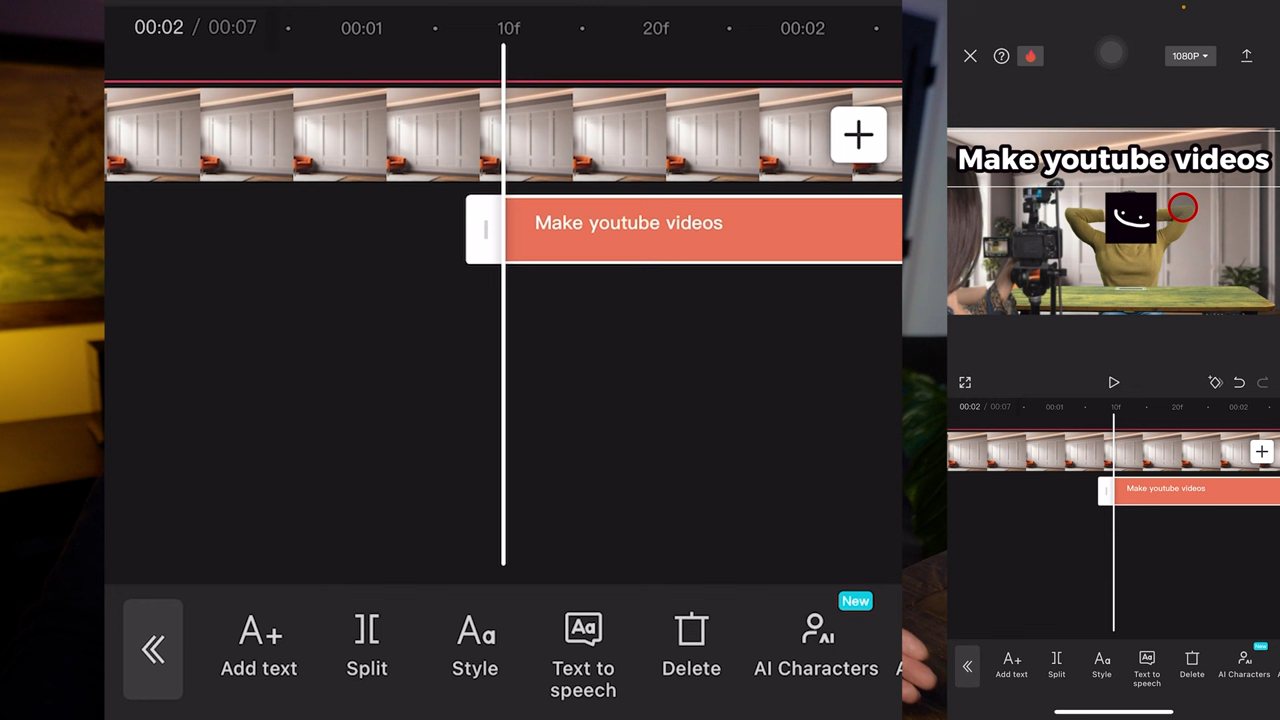 00:02 / 00:07 00:01 10f 20f 00:02
Make youtube videos
New
Add text
Split
Style
Text to
speech
Delete
AI Characters
1080P
Make youtube videos
00:02 / 00:07 00:01 10f 20f 00:02
Make youtube videos
New
Add text
Split
Style
Text to
speech
Delete
AI Characters